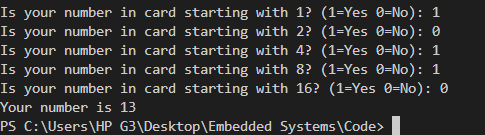 Is your number in card starting with 1? (1=Yes 0=No): 1
Is your number in card starting with 2? (1=Yes 0=No): 0
Is your number in card starting with 4? (1=Yes 0=No): 1
Is your number in card starting with 8? (1=Yes 0=No): 1
Is your number in card starting with 16? (1=Yes 0=No): 0
Your number is 13
PS C:\Users\HP G3\Desktop\Embedded Systems\Code>